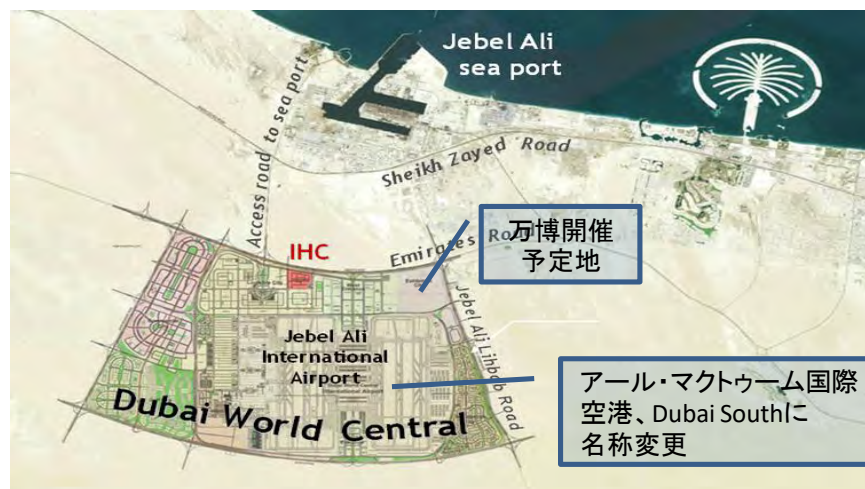 Jebel Ali
sea port
Access road to sea port
Sheikh Zayed Road
Emirates Road
万博開催
予定地
IHC
Jebel Ali Lihbab Road
Jebel Ali
International
Airport
アール・マクトゥーム国際
空港、Dubai Southに
名称変更
Dubai World Central